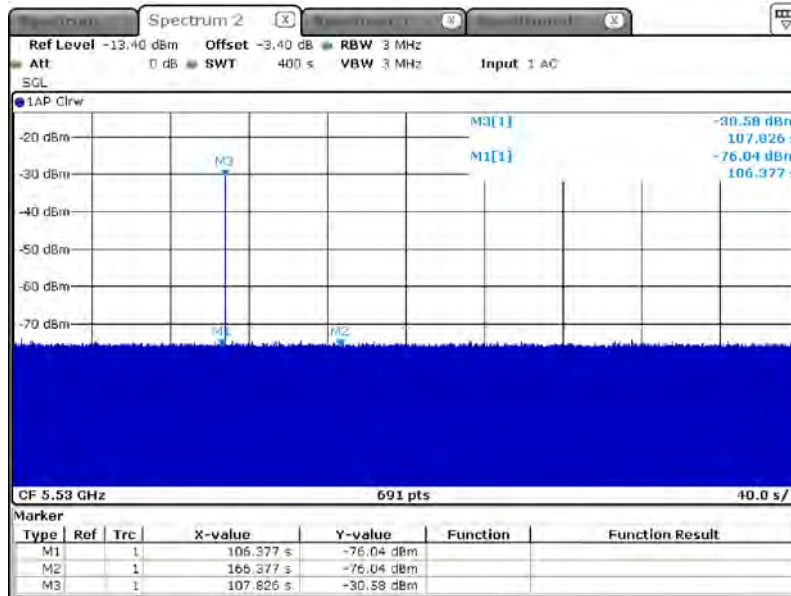 Spectrum 2 X X X
Ref Level -13.40 dBm Offset -3.40 dB RBW 3 MHz
Att 0 dB SWT 400 s VBW 3 MHz Input 1 AC
SGL
1AP Clrw
M3[1] -30.58 dBm
107.826 s
M1[1] -76.04 dBm
106.377 s
-20 dBm
M3
-30 dBm
-40 dBm
-50 dBm
-60 dBm
-70 dBm
M1 M2
CF 5.53 GHz 691 pts 40.0 s/
Marker
Type Ref Trc X-value Y-value Function Function Result
M1 1 106.377 s -76.04 dBm
M2 1 166.377 s -76.04 dBm
M3 1 107.826 s -30.58 dBm